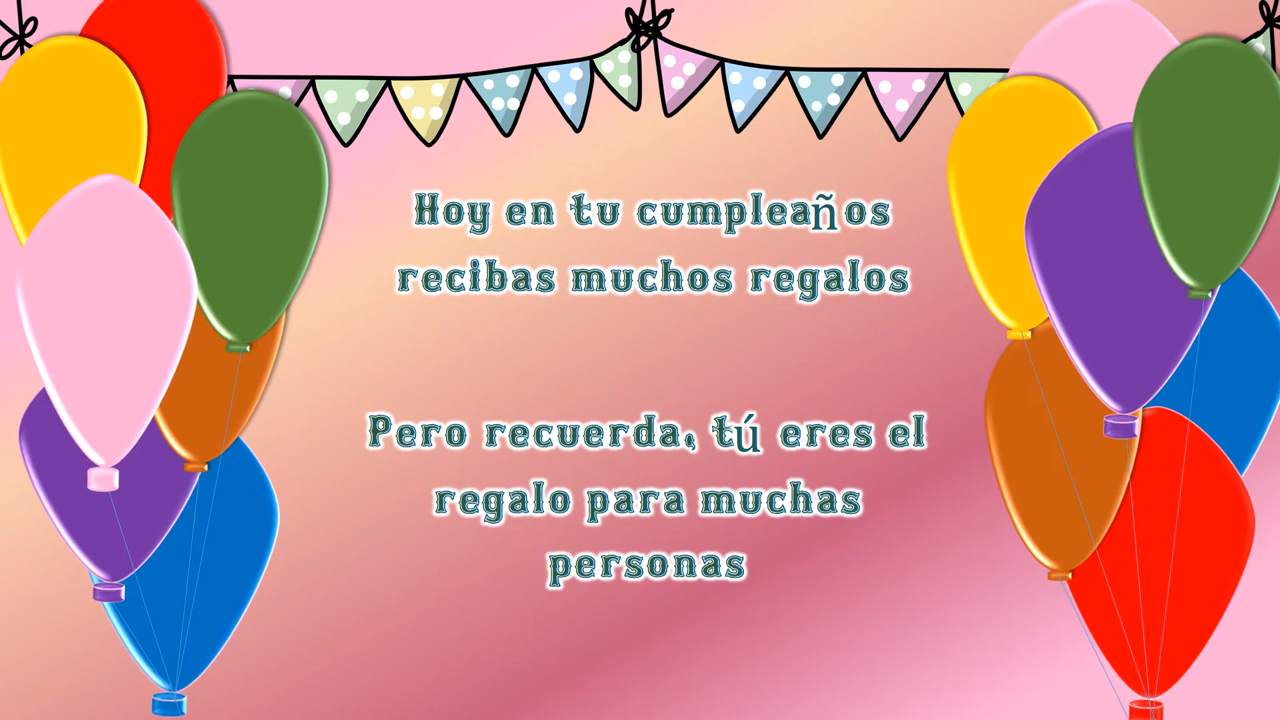 Hoy en tu cumpleaños
recibas muchos regalos
Pero recuerda, tú eres el
regalo para muchas
personas